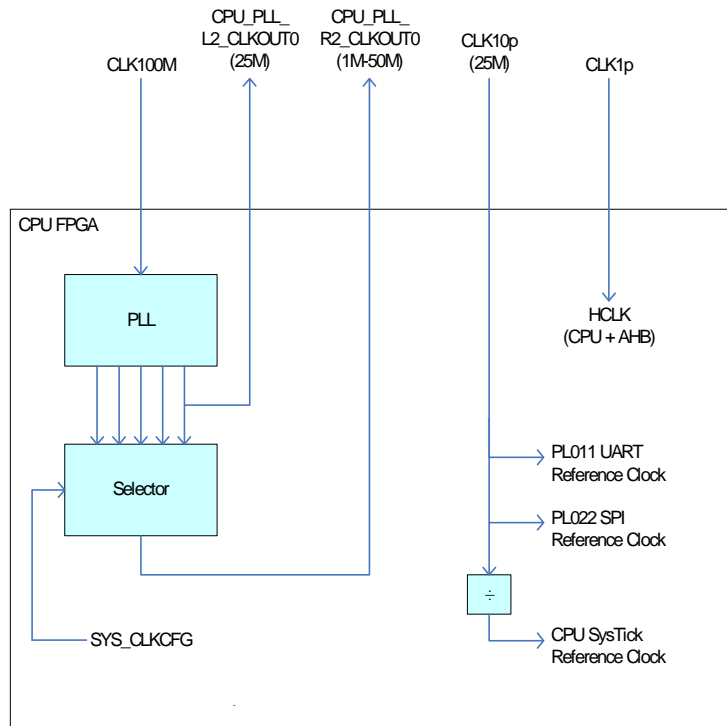 CLK100M
CPU_PLL_
L2_CLKOUT0
(25M)
CPU_PLL_
R2_CLKOUT0
(1M-50M)
CLK10p
(25M)
CLK1p
CPU FPGA
PLL
HCLK
(CPU + AHB)
Selector
PL011 UART
Reference Clock
PL022 SPI
Reference Clock
÷
SYS_CLKCFG
CPU SysTick
Reference Clock